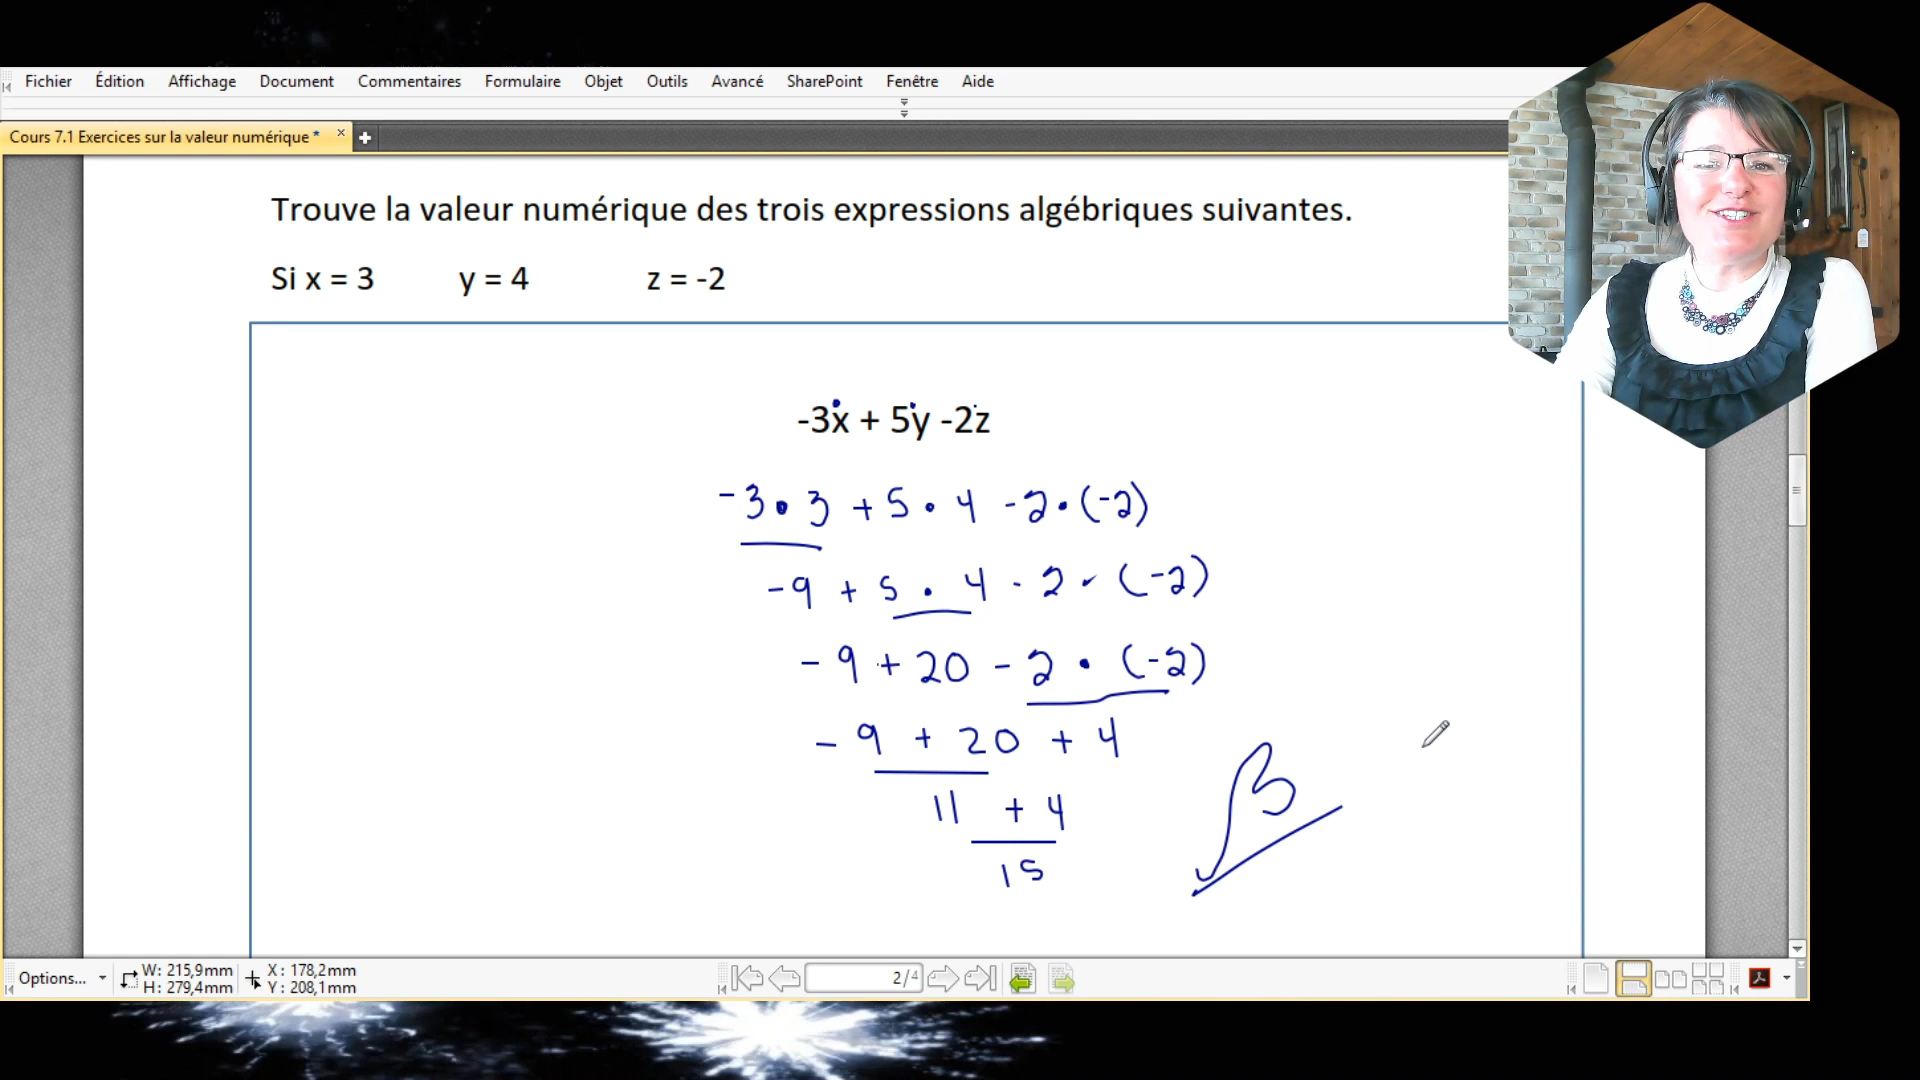 Fichier Édition Affichage Document Commentaires Formulaire Objet Outils Avancé SharePoint Fenêtre Aide
Cours 7.1 Exercices sur la valeur numérique *
Trouve la valeur numérique des trois expressions algébriques suivantes.
Si x = 3 y = 4 z = -2
-3x + 5y -2z
-3 • 3 + 5 • 4 - 2 • (-2)
-9 + 5 • 4 - 2 • (-2)
- 9 + 20 - 2 • (-2)
- 9 + 20 + 4
11 + 4
15
Options... W: 215,9mm X : 178,2mm 2/4
H: 279,4mm Y : 208,1mm